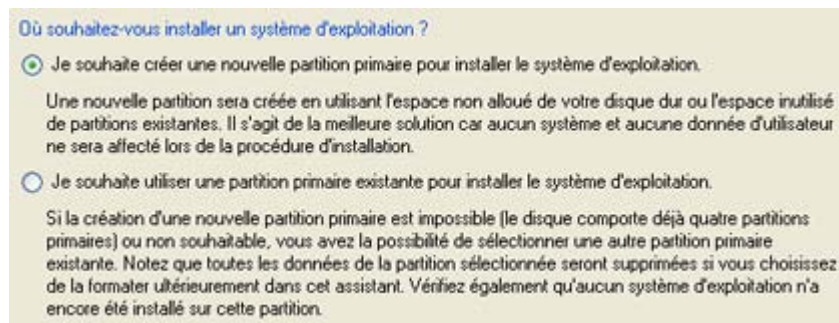 Où souhaitez-vous installer un système d'exploitation ?
Je souhaite créer une nouvelle partition primaire pour installer le système d'exploitation.
Une nouvelle partition sera créée en utilisant l'espace non alloué de votre disque dur ou l'espace inutilisé
de partitions existantes. Il s'agit de la meilleure solution car aucun système et aucune donnée d'utilisateur
ne sera affecté lors de la procédure d'installation.
Je souhaite utiliser une partition primaire existante pour installer le système d'exploitation.
Si la création d'une nouvelle partition primaire est impossible (le disque comporte déjà quatre partitions
primaires) ou non souhaitable, vous avez la possibilité de sélectionner une autre partition primaire
existante. Notez que toutes les données de la partition sélectionnée seront supprimées si vous choisissez
de la formater ultérieurement dans cet assistant. Vérifiez également qu'aucun système d'exploitation n'a
encore été installé sur cette partition.